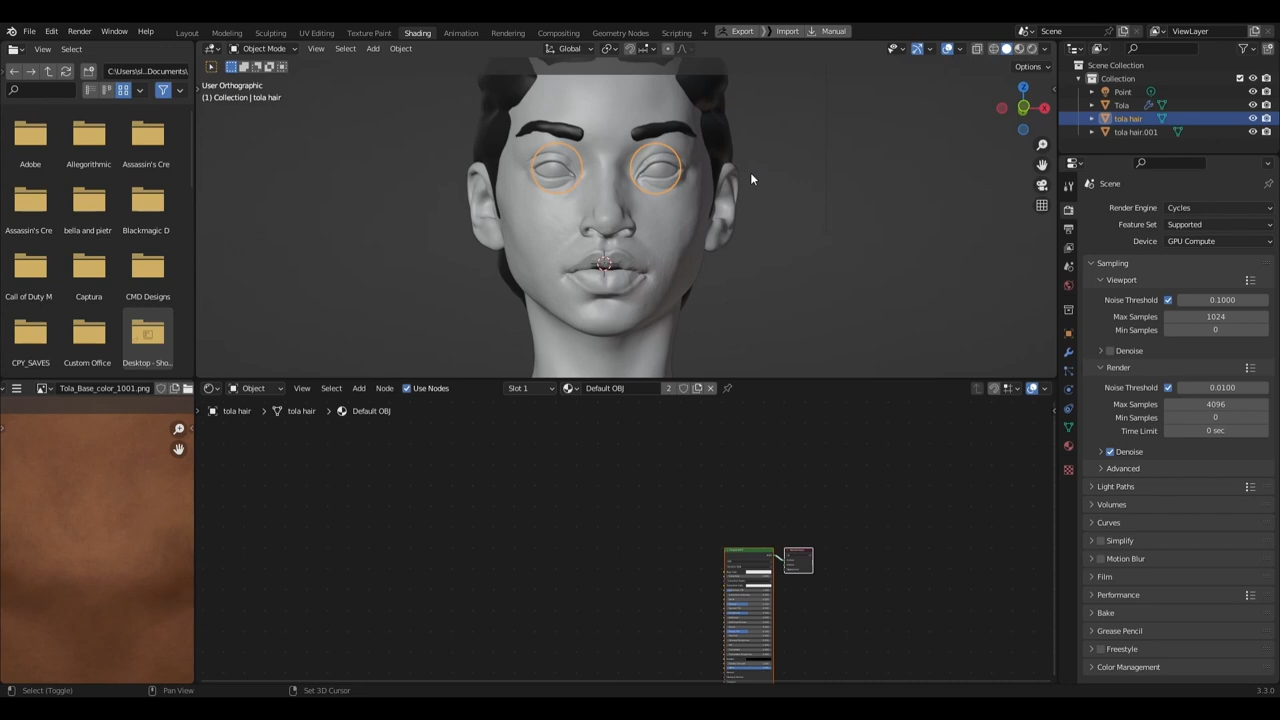 File Edit Render Window Help Layout Modeling Sculpting UV Editing Texture Paint Shading Animation Rendering Compositing Geometry Nodes Scripting Export Import Manual Scene ViewLayer
View Select Object Mode View Select Add Object Global
C:\Users\sl...Documents\
Options
User Orthographic
(1) Collection | tola hair
Adobe Allegorithmic Assassin's Cre
Assassin's Cre bella and pietr Blackmagic D
Call of Duty M Captura CMD Designs
CPY_SAVES Custom Office Desktop - Sho...
Scene Collection
Collection
Point
Tola
tola hair
tola hair.001
Scene
Render Engine Cycles
Feature Set Supported
Device GPU Compute
Sampling
Viewport
Noise Threshold 0.1000
Max Samples 1024
Min Samples 0
Denoise
Render
Noise Threshold 0.0100
Max Samples 4096
Min Samples 0
Time Limit 0 sec
Denoise
Advanced
Light Paths
Volumes
Curves
Simplify
Motion Blur
Film
Performance
Bake
Grease Pencil
Freestyle
Color Management
Tola_Base_color_1001.png
Object View Select Add Node Use Nodes Slot 1 Default OBJ 2
tola hair tola hair Default OBJ
Select (Toggle) Pan View Set 3D Cursor 3.3.0